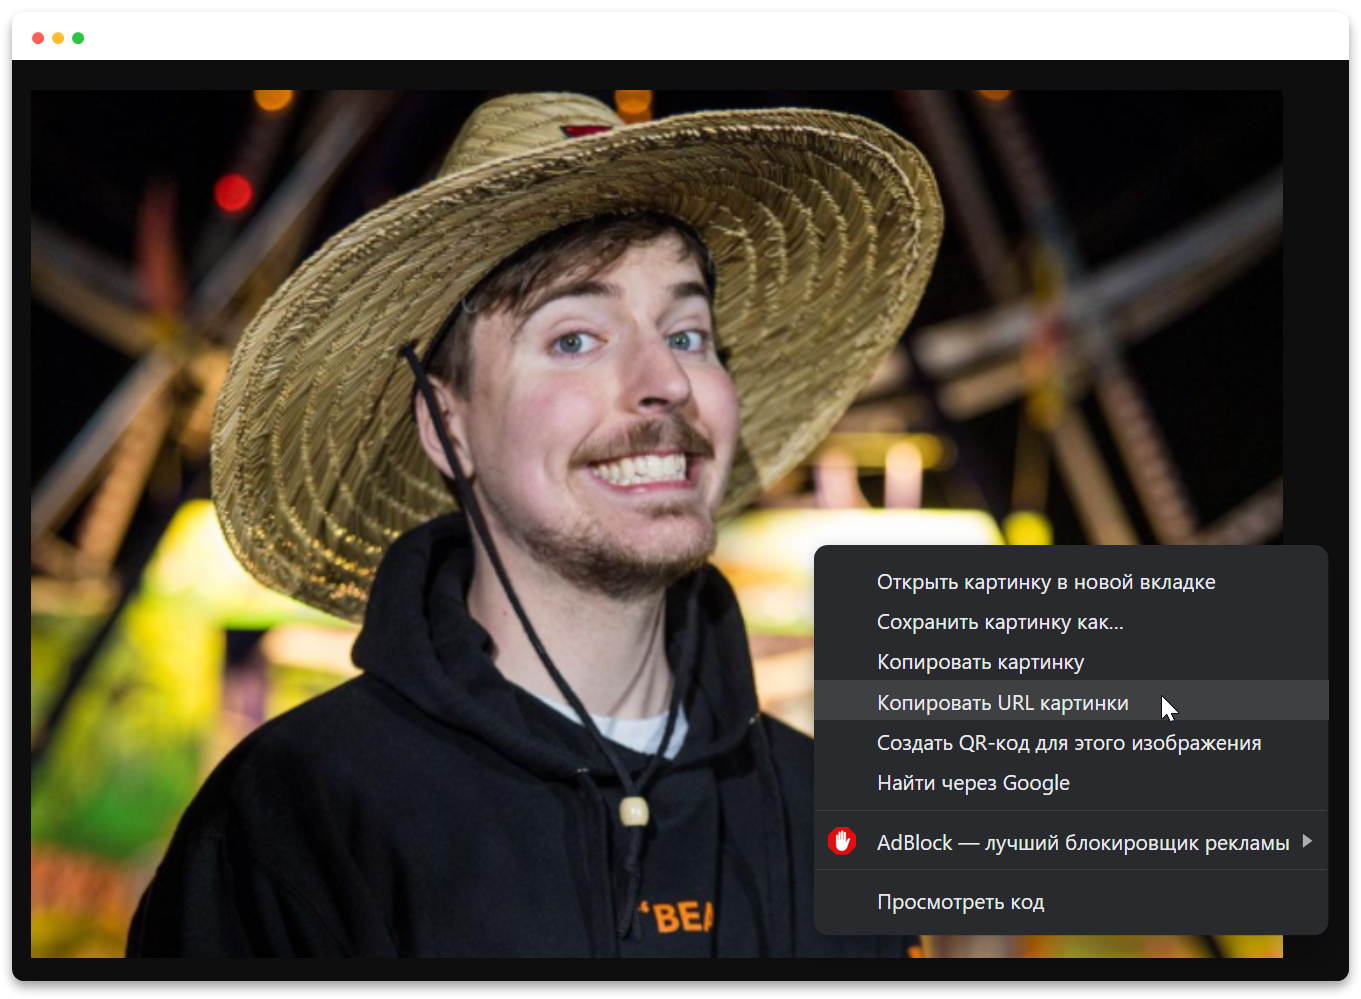 Открыть картинку в новой вкладке
Сохранить картинку как...
Копировать картинку
Копировать URL картинки
Создать QR-код для этого изображения
Найти через Google
AdBlock — лучший блокировщик рекламы
Просмотреть код
"BEA